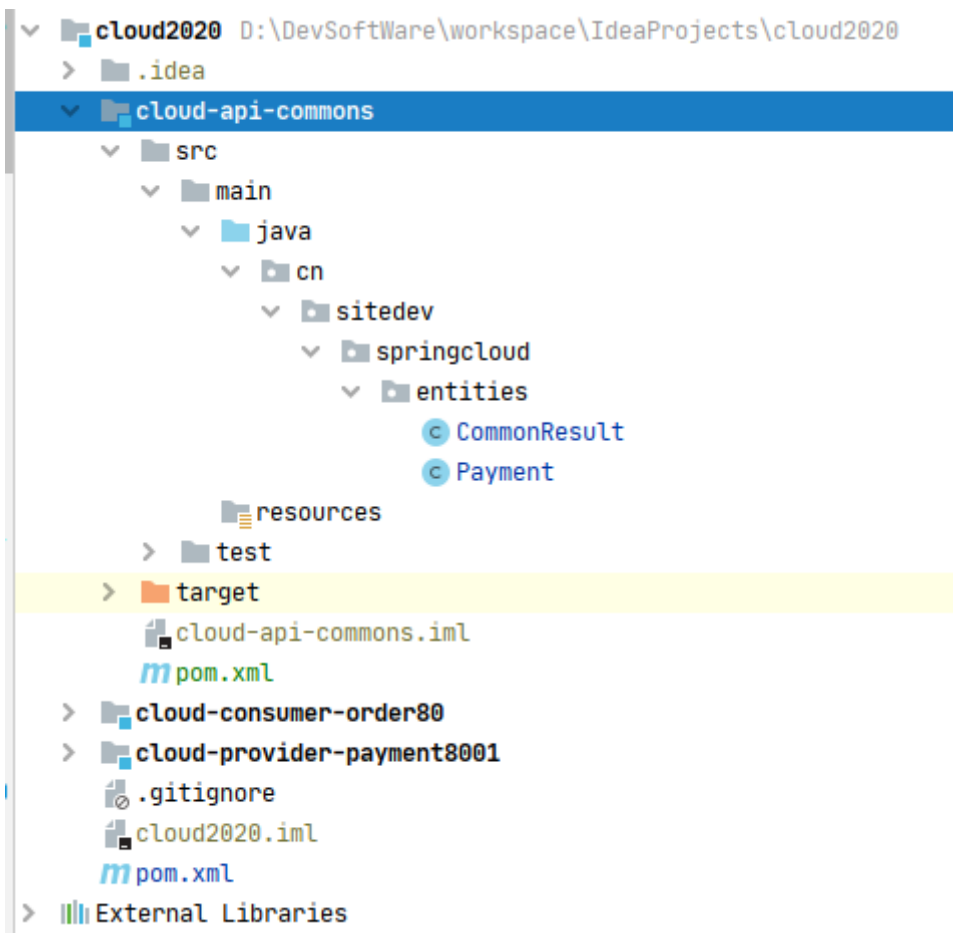 cloud2020 D:\DevSoftWare\workspace\IdeaProjects\cloud2020
.idea
cloud-api-commons
src
main
java
cn
sitedev
springcloud
entities
CommonResult
Payment
resources
test
target
cloud-api-commons.iml
pom.xml
cloud-consumer-order80
cloud-provider-payment8001
.gitignore
cloud2020.iml
pom.xml
External Libraries